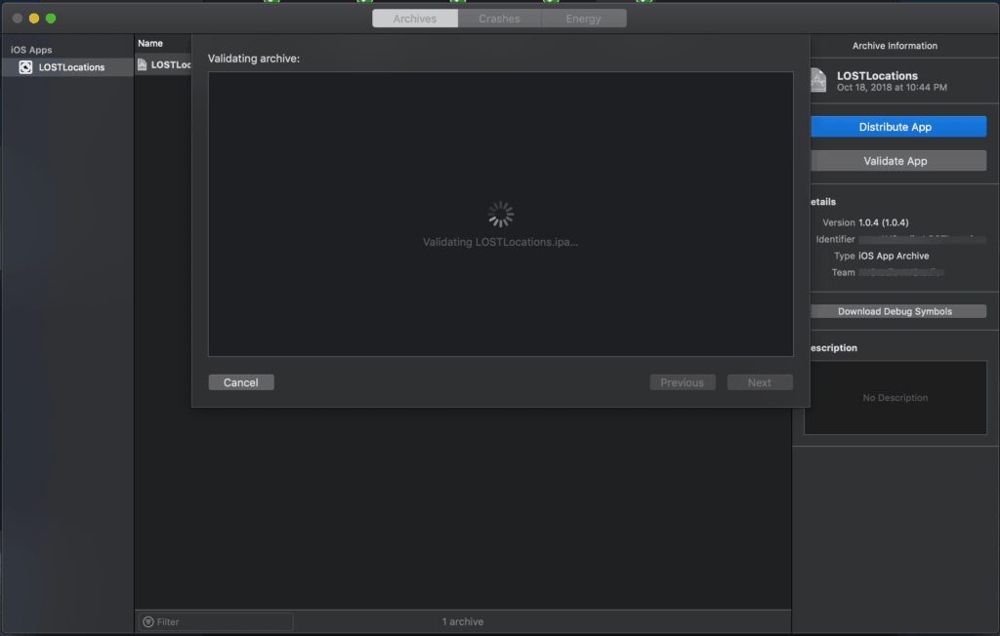 Archives Crashes Energy
iOS Apps
LOSTLocations
Name
LOSTLoc
Validating archive:
Validating LOSTLocations.ipa...
Cancel
Previous
Next
Filter
1 archive
Archive Information
LOSTLocations
Oct 18, 2018 at 10:44 PM
Distribute App
Validate App
etails
Version 1.0.4 (1.0.4)
Identifier
Type iOS App Archive
Team
Download Debug Symbols
escription
No Description